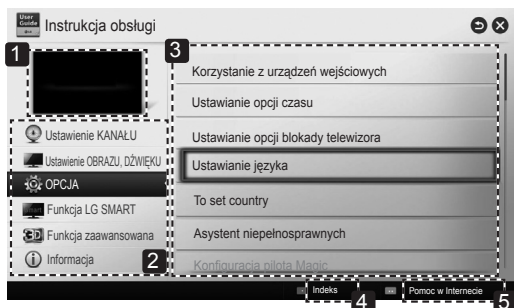 User
Guide
Instrukcja obsługi
1
3
Ustawienie KANAŁU
Ustawienie OBRAZU, DŹWIĘKU
OPCJA
Funkcja LG SMART
3D Funkcja zaawansowana
Informacja
2
Korzystanie z urządzeń wejściowych
Ustawianie opcji czasu
Ustawianie opcji blokady telewizora
Ustawianie języka
To set country
Asystent niepełnosprawnych
Konfiguracja pilota Magic
Indeks
4
Pomoc w Internecie
5